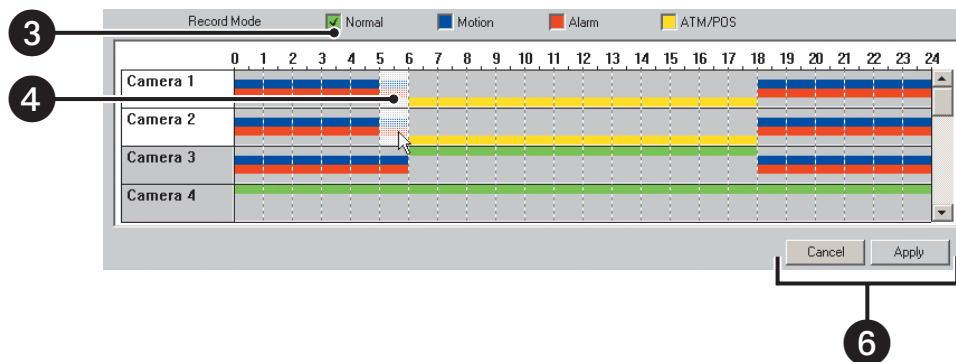 Record Mode Normal Motion Alarm ATM/POS
3
0 1 2 3 4 5 6 7 8 9 10 11 12 13 14 15 16 17 18 19 20 21 22 23 24
Camera 1
4
Camera 2
Camera 3
Camera 4
Cancel Apply
6